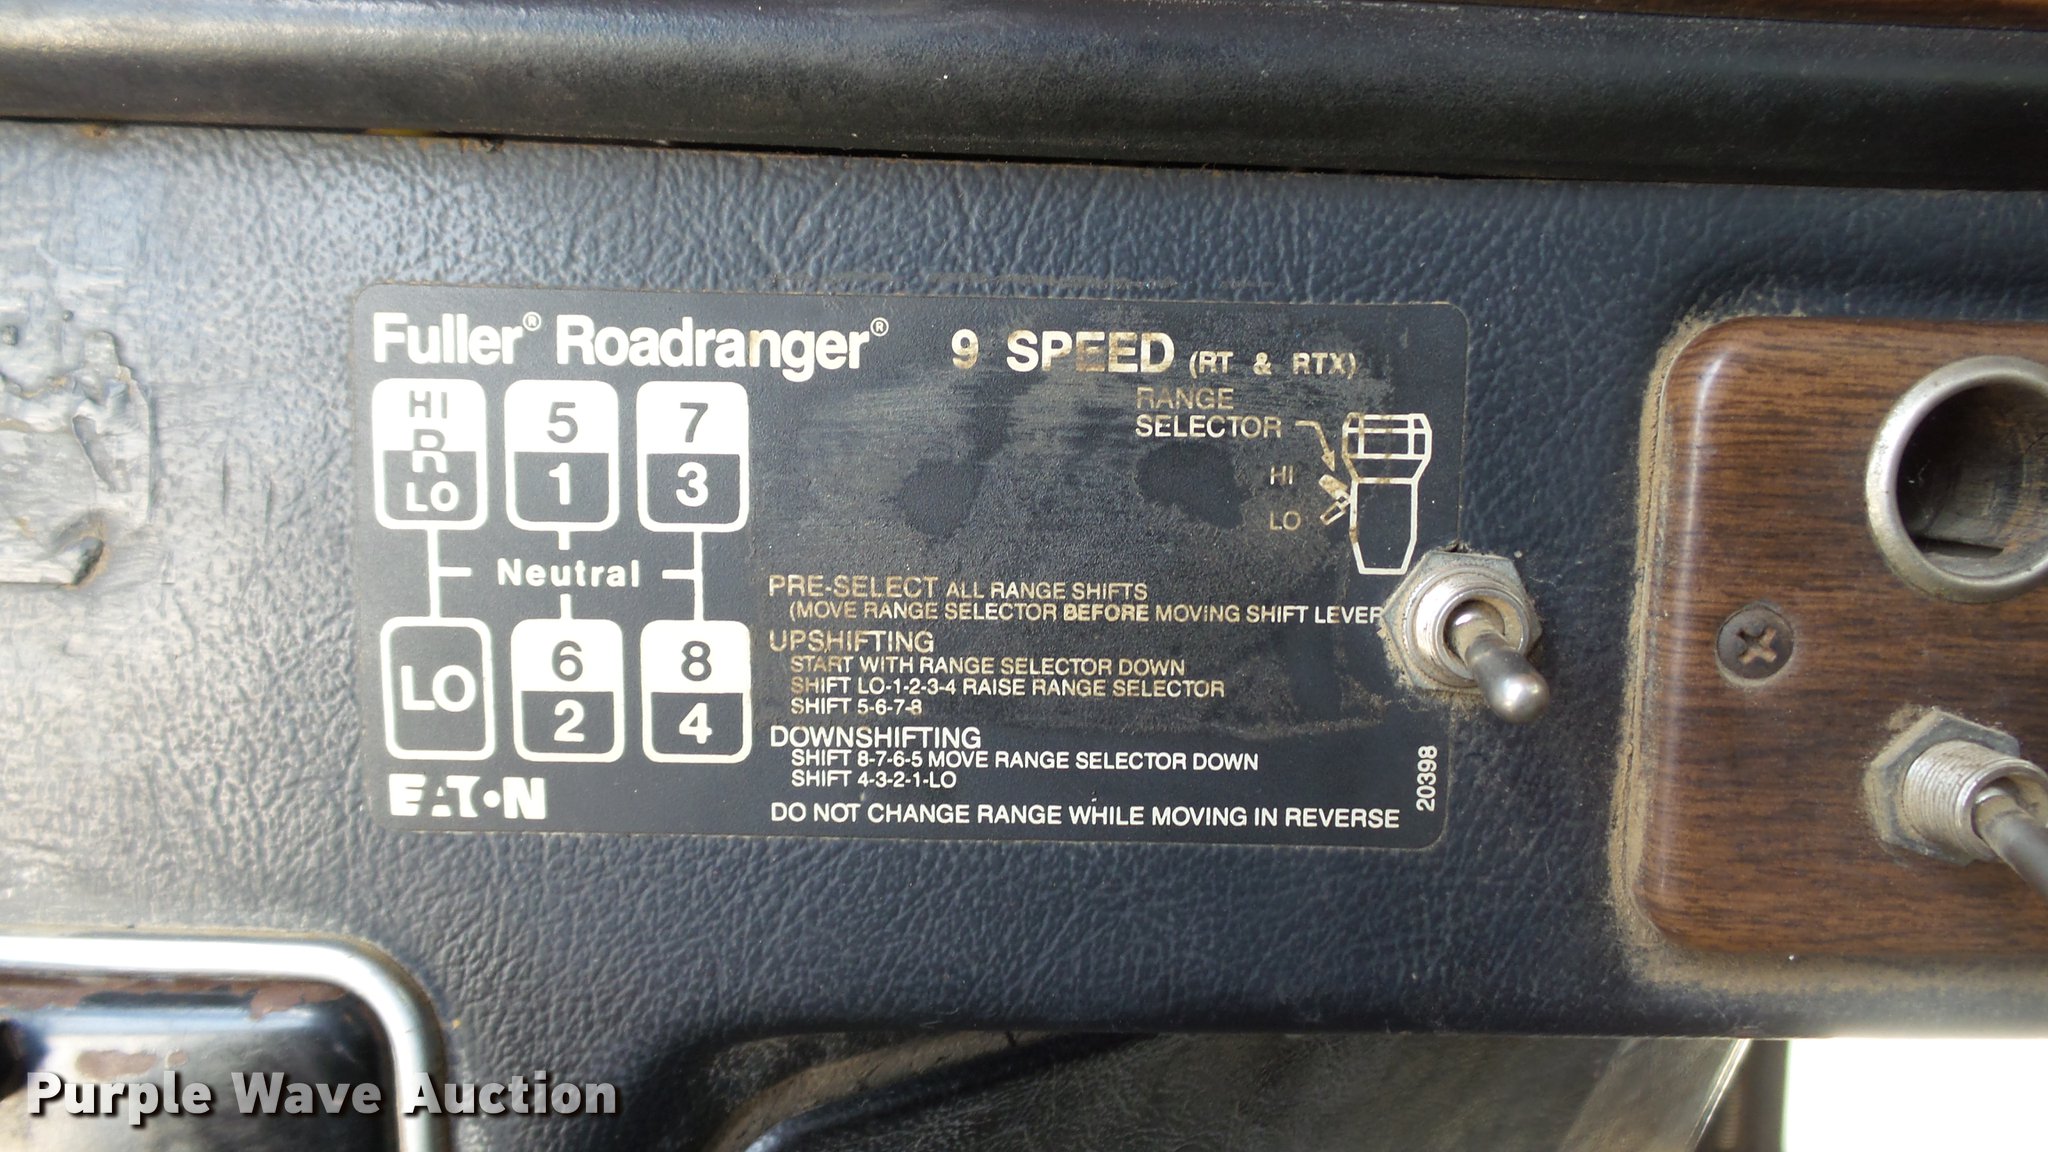 Fuller® Roadranger® 9 SPEED (RT & RTX)
HI
R
LO
5
1
7
3
Neutral
LO
6
2
8
4
EATON
RANGE
SELECTOR
HI
LO
PRE-SELECT ALL RANGE SHIFTS
(MOVE RANGE SELECTOR BEFORE MOVING SHIFT LEVER
UPSHIFTING
START WITH RANGE SELECTOR DOWN
SHIFT LO-1-2-3-4 RAISE RANGE SELECTOR
SHIFT 5-6-7-8
DOWNSHIFTING
SHIFT 8-7-6-5 MOVE RANGE SELECTOR DOWN
SHIFT 4-3-2-1-LO
DO NOT CHANGE RANGE WHILE MOVING IN REVERSE
20398
Purple Wave Auction